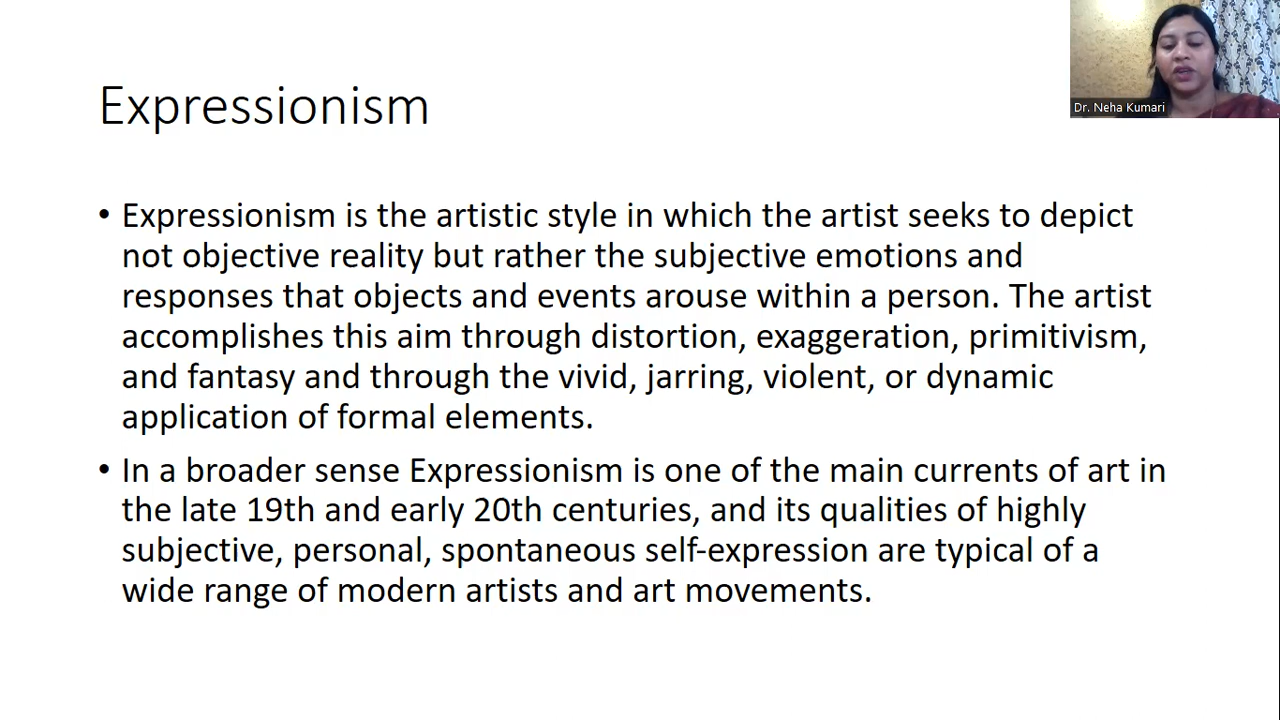 Expressionism
Dr. Neha Kumari
• Expressionism is the artistic style in which the artist seeks to depict
not objective reality but rather the subjective emotions and
responses that objects and events arouse within a person. The artist
accomplishes this aim through distortion, exaggeration, primitivism,
and fantasy and through the vivid, jarring, violent, or dynamic
application of formal elements.
• In a broader sense Expressionism is one of the main currents of art in
the late 19th and early 20th centuries, and its qualities of highly
subjective, personal, spontaneous self-expression are typical of a
wide range of modern artists and art movements.